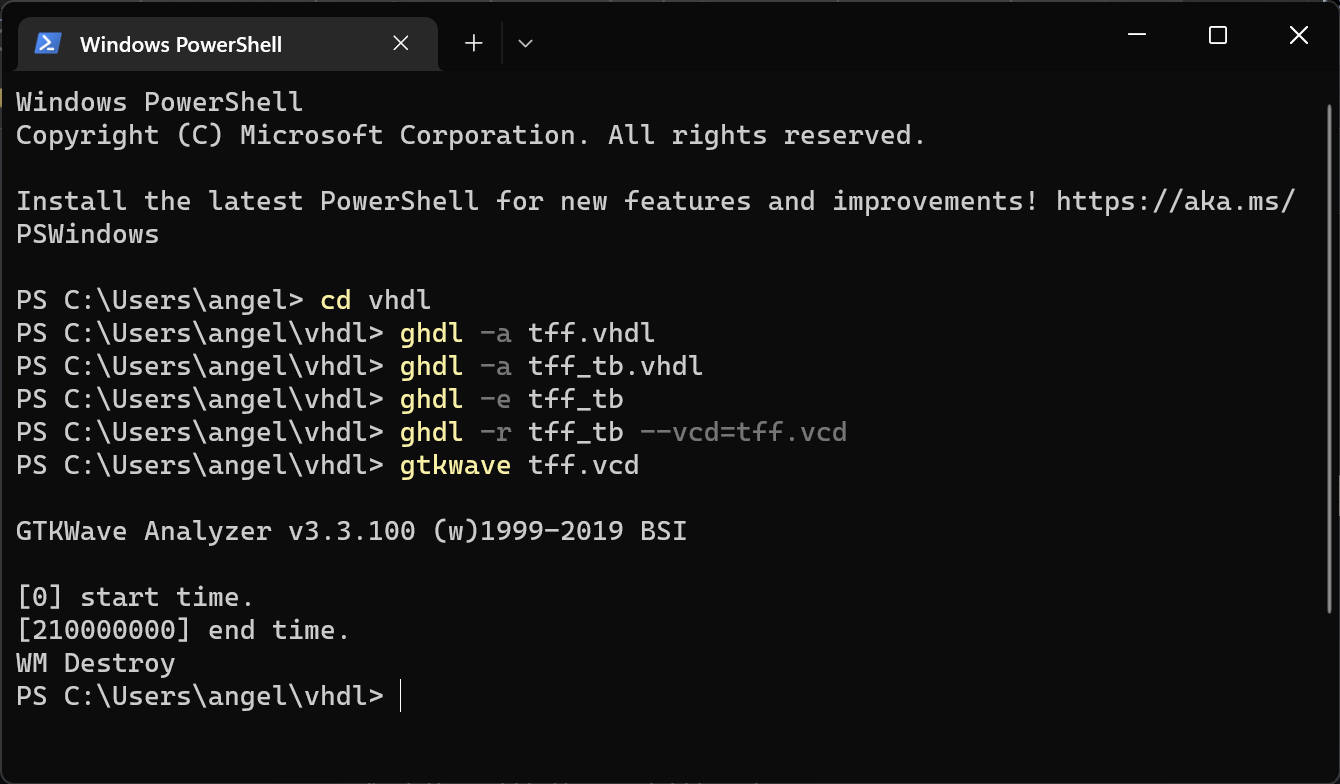 Windows PowerShell
Windows PowerShell
Copyright (C) Microsoft Corporation. All rights reserved.
Install the latest PowerShell for new features and improvements! https://aka.ms/
PSWindows
PS C:\Users\angel> cd vhdl
PS C:\Users\angel\vhdl> ghdl -a tff.vhdl
PS C:\Users\angel\vhdl> ghdl -a tff_tb.vhdl
PS C:\Users\angel\vhdl> ghdl -e tff_tb
PS C:\Users\angel\vhdl> ghdl -r tff_tb --vcd=tff.vcd
PS C:\Users\angel\vhdl> gtkwave tff.vcd
GTKWave Analyzer v3.3.100 (w)1999-2019 BSI
[0] start time.
[210000000] end time.
WM Destroy
PS C:\Users\angel\vhdl>